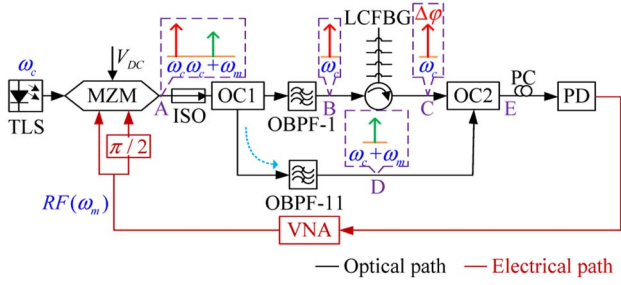 LCFBG
Δφ
ω_c
V_DC
ω_c ω_c+ω_m
ω_c
ω_c
PC
MZM
OC1
OC2
PD
TLS
A
ISO
OBPF-1
B
C
E
π/2
ω_c+ω_m
D
RF(ω_m)
OBPF-11
VNA
Optical path
Electrical path